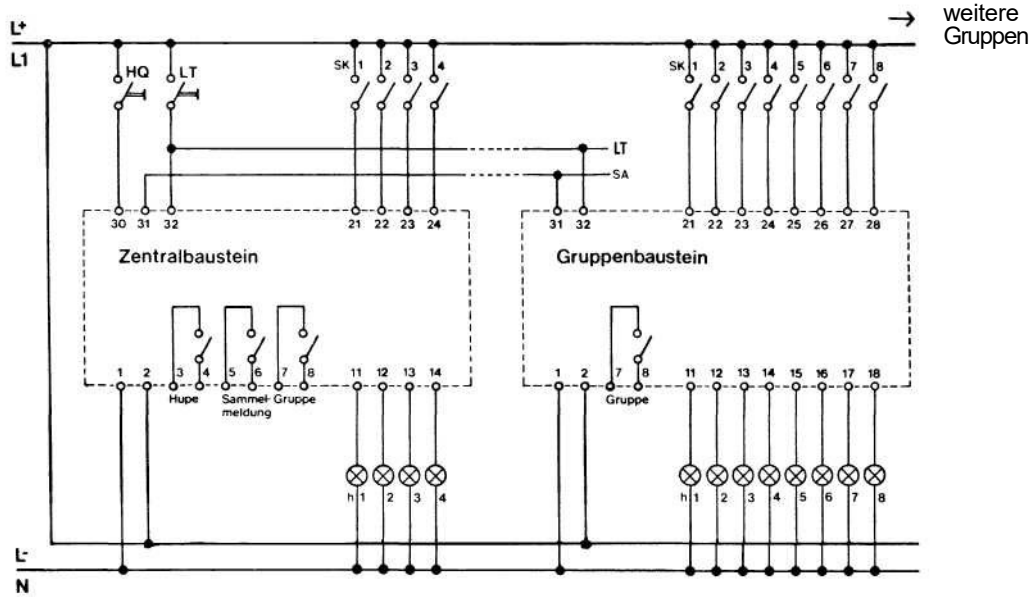 weitere
Gruppen
L+
L1
HQ LT SK 1 2 3 4 SK 1 2 3 4 5 6 7 8
LT
SA
30 31 32 21 22 23 24 31 32 21 22 23 24 25 26 27 28
Zentralbaustein Gruppenbaustein
1 2 3 4 5 6 7 8 11 12 13 14 1 2 7 8 11 12 13 14 15 16 17 18
Hupe Sammel- Gruppe Gruppe
meldung
h 1 2 3 4 h 1 2 3 4 5 6 7 8
L-
N